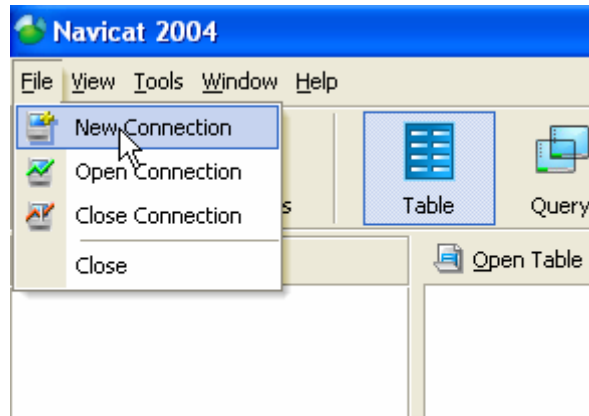 Navicat 2004
File View Tools Window Help
New Connection
Open Connection
Close Connection
Close
s
Table
Query
Open Table